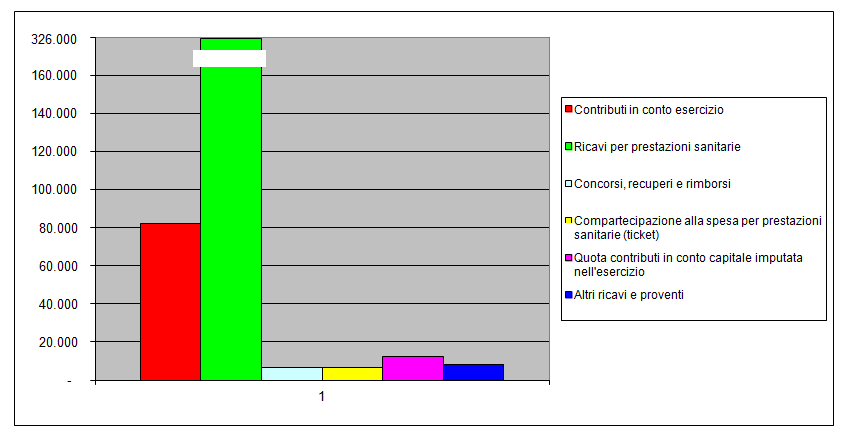 326.000
160.000
140.000
120.000
100.000
80.000
60.000
40.000
20.000
-
1
Contributi in conto esercizio
Ricavi per prestazioni sanitarie
Concorsi, recuperi e rimborsi
Compartecipazione alla spesa per prestazioni
sanitarie (ticket)
Quota contributi in conto capitale imputata
nell'esercizio
Altri ricavi e proventi